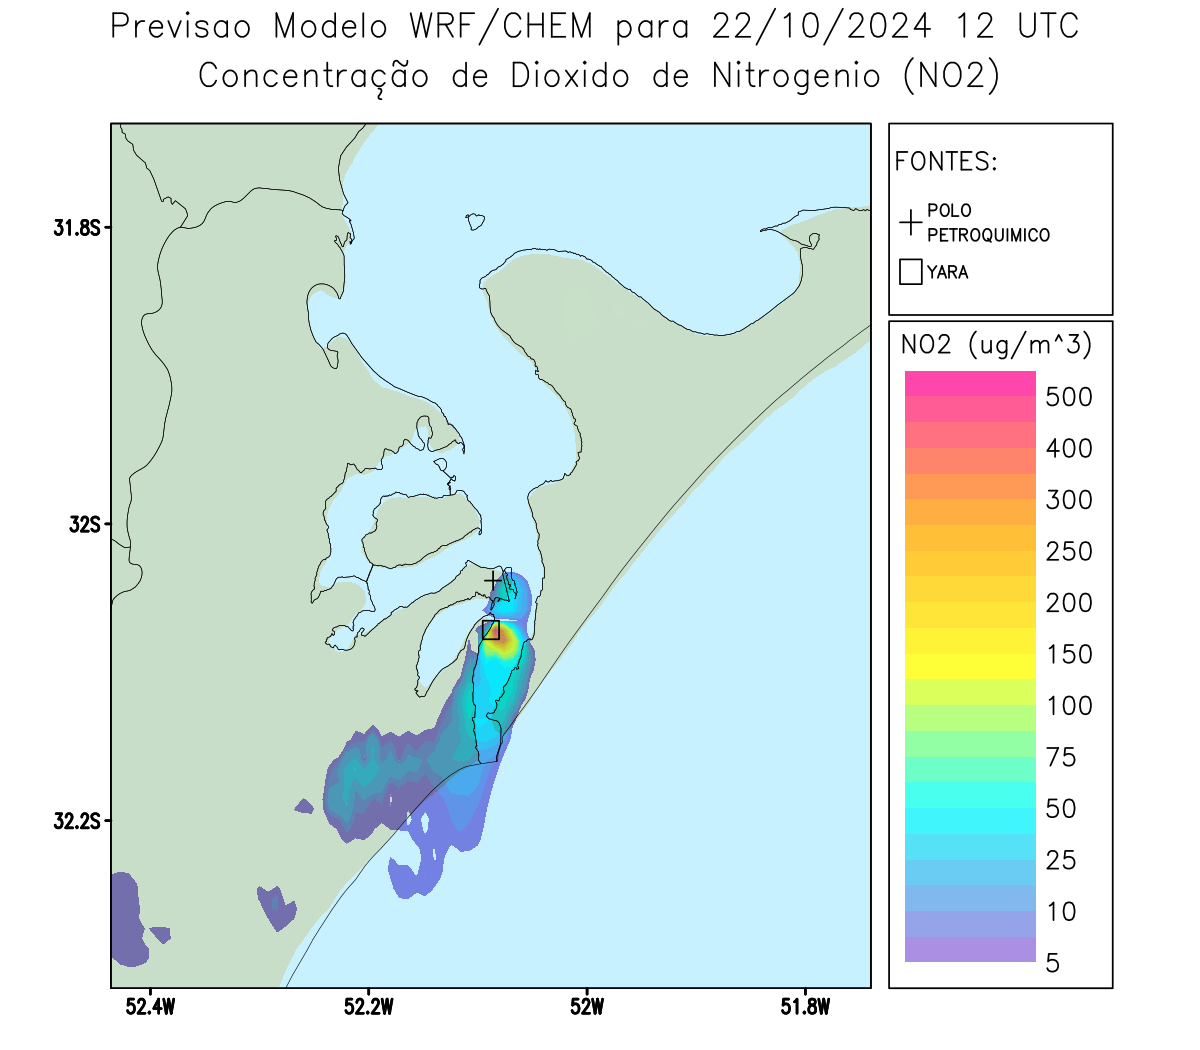 Previsao Modelo WRF/CHEM para 22/10/2024 12 UTC
Concentração de Dioxido de Nitrogenio (NO2)
FONTES:
POLO
PETROQUIMICO
YARA
NO2 (ug/m^3)
500
400
300
250
200
150
100
75
50
25
10
5
31.8S
32S
32.2S
52.4W
52.2W
52W
51.8W